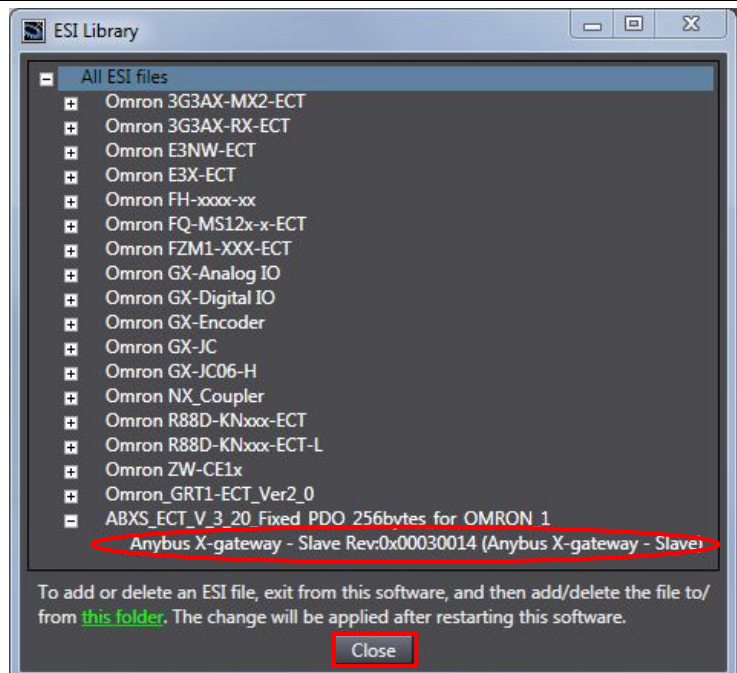 ESI Library
All ESI files
Omron 3G3AX-MX2-ECT
Omron 3G3AX-RX-ECT
Omron E3NW-ECT
Omron E3X-ECT
Omron FH-xxxx-xx
Omron FQ-MS12x-x-ECT
Omron FZM1-XXX-ECT
Omron GX-Analog IO
Omron GX-Digital IO
Omron GX-Encoder
Omron GX-JC
Omron GX-JC06-H
Omron NX_Coupler
Omron R88D-KNxxx-ECT
Omron R88D-KNxxx-ECT-L
Omron ZW-CE1x
Omron_GRT1-ECT_Ver2_0
ABXS_ECT_V_3_20_Fixed_PDO_256bytes_for_OMRON_1
Anybus X-gateway - Slave Rev:0x00030014 (Anybus X-gateway - Slave)
To add or delete an ESI file, exit from this software, and then add/delete the file to/
from this folder. The change will be applied after restarting this software.
Close